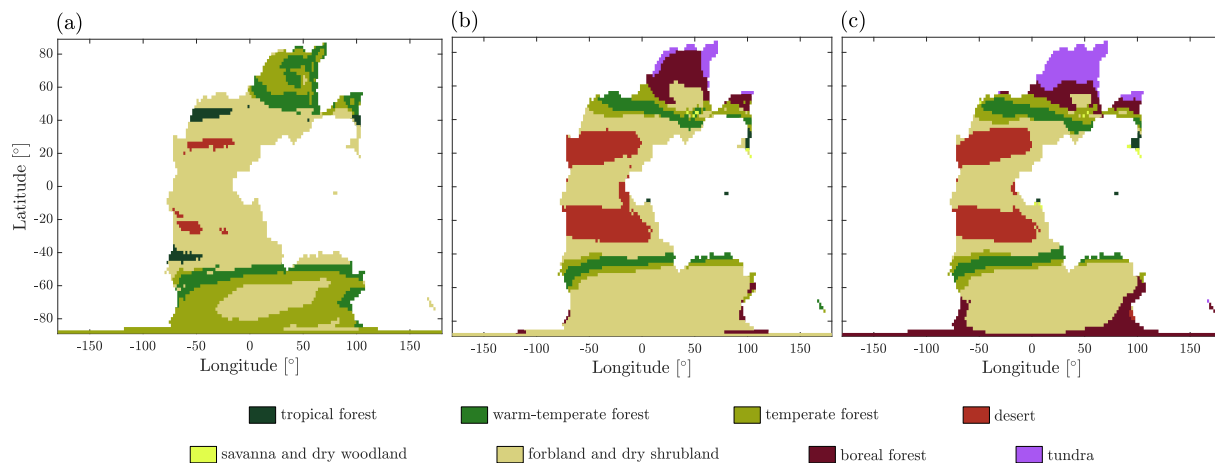 (a) (b) (c)
80
60
40
20
0
-20
-40
-60
-80
Latitude [°]
-150 -100 -50 0 50 100 150 -150 -100 -50 0 50 100 150 -150 -100 -50 0 50 100 150
Longitude [°] Longitude [°] Longitude [°]
tropical forest warm-temperate forest temperate forest desert
savanna and dry woodland forbland and dry shrubland boreal forest tundra